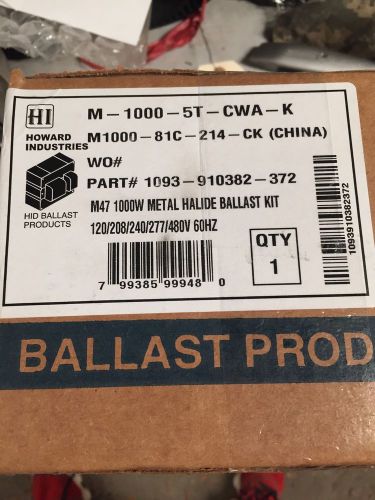 HI
HOWARD
INDUSTRIES
HID BALLAST
PRODUCTS
M-1000-5T-CWA-K
M1000-81C-214-CK (CHINA)
WO#
PART# 1093-910382-372
M47 1000W METAL HALIDE BALLAST KIT
120/208/240/277/480V 60HZ
QTY
1
1093910382372
7 99385 99948 0
BALLAST PROD